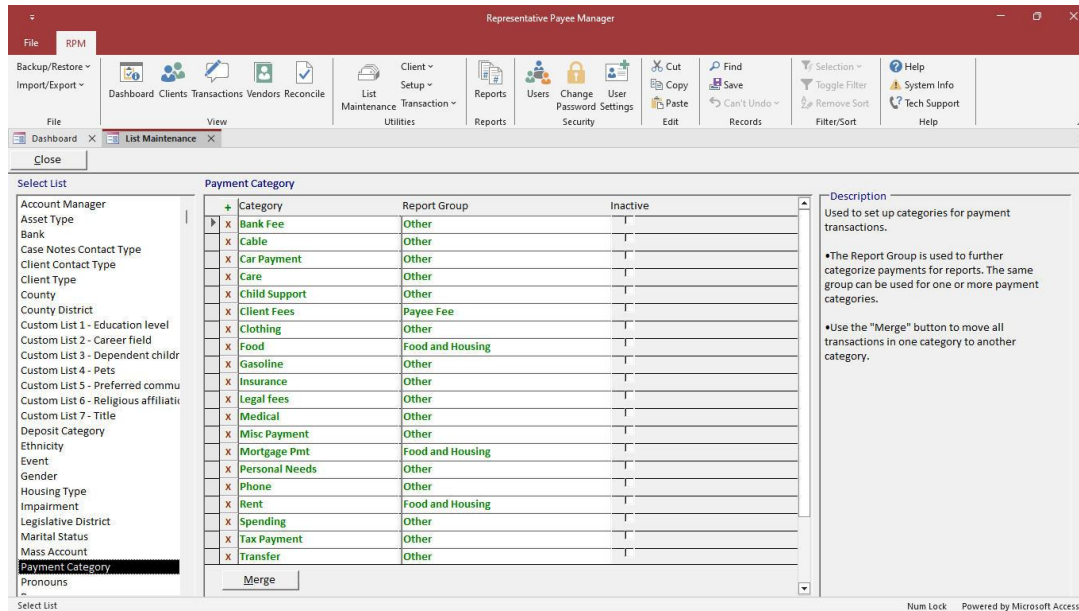 Representative Payee Manager
File RPM
Backup/Restore
Import/Export
File
Dashboard Clients Transactions Vendors Reconcile
View
List Maintenance
Client
Setup
Transaction
Utilities
Reports
Reports
Users Change Password User Settings
Security
Cut
Copy
Paste
Edit
Find
Save
Can't Undo
Records
Selection
Toggle Filter
Remove Sort
Filter/Sort
Help
System Info
Tech Support
Help
Dashboard X List Maintenance X
Close
Select List
Account Manager
Asset Type
Bank
Case Notes Contact Type
Client Contact Type
Client Type
County
County District
Custom List 1 - Education level
Custom List 2 - Career field
Custom List 3 - Dependent childr
Custom List 4 - Pets
Custom List 5 - Preferred commu
Custom List 6 - Religious affiliatio
Custom List 7 - Title
Deposit Category
Ethnicity
Event
Gender
Housing Type
Impairment
Legislative District
Marital Status
Mass Account
Payment Category
Pronouns
Payment Category
+ Category Report Group Inactive
x Bank Fee Other
x Cable Other
x Car Payment Other
x Care Other
x Child Support Other
x Client Fees Payee Fee
x Clothing Other
x Food Food and Housing
x Gasoline Other
x Insurance Other
x Legal fees Other
x Medical Other
x Misc Payment Other
x Mortgage Pmt Food and Housing
x Personal Needs Other
x Phone Other
x Rent Food and Housing
x Spending Other
x Tax Payment Other
x Transfer Other
Merge
Description
Used to set up categories for payment
transactions.
•The Report Group is used to further
categorize payments for reports. The same
group can be used for one or more payment
categories.
•Use the "Merge" button to move all
transactions in one category to another
category.
Select List
Num Lock Powered by Microsoft Access